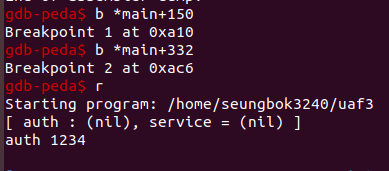 gdb-peda$ b *main+150
Breakpoint 1 at 0xa10
gdb-peda$ b *main+332
Breakpoint 2 at 0xac6
gdb-peda$ r
Starting program: /home/seungbok3240/uaf3
[ auth : (nil), service = (nil) ]
auth 1234